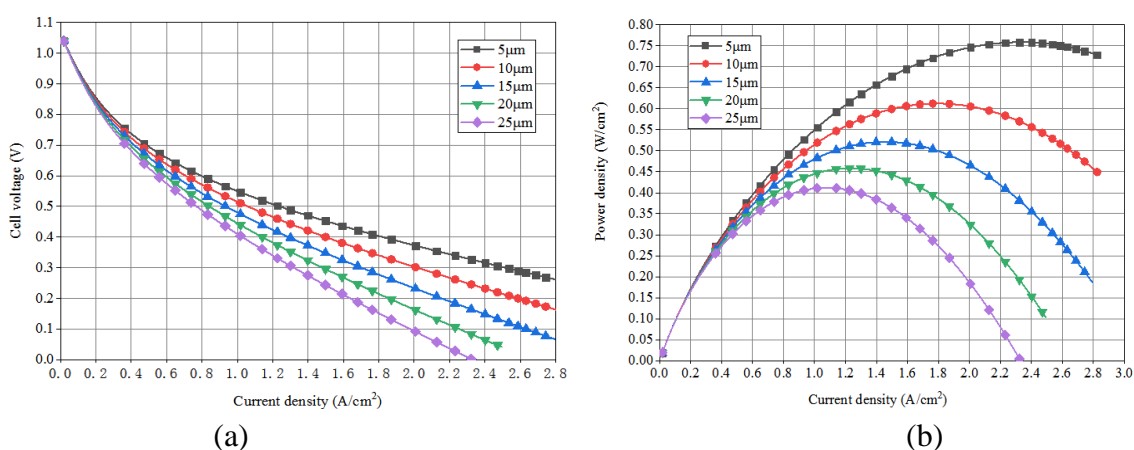 1.1
1.0
0.9
0.8
0.7
0.6
0.5
0.4
0.3
0.2
0.1
0.0
Cell voltage (V)
5μm
10μm
15μm
20μm
25μm
0.0 0.2 0.4 0.6 0.8 1.0 1.2 1.4 1.6 1.8 2.0 2.2 2.4 2.6 2.8
Current density (A/cm²)
(a)
0.80
0.75
0.70
0.65
0.60
0.55
0.50
0.45
0.40
0.35
0.30
0.25
0.20
0.15
0.10
0.05
0.00
Power density (W/cm²)
5μm
10μm
15μm
20μm
25μm
0.0 0.2 0.4 0.6 0.8 1.0 1.2 1.4 1.6 1.8 2.0 2.2 2.4 2.6 2.8 3.0
Current density (A/cm²)
(b)